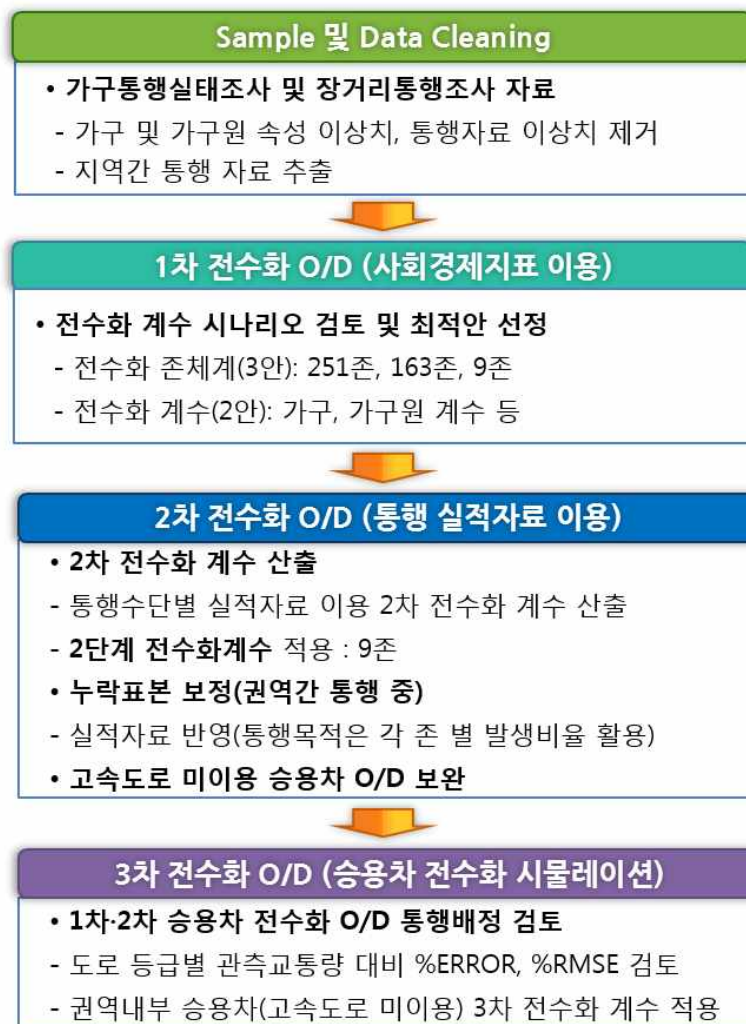 Sample 및 Data Cleaning
• 가구통행실태조사 및 장거리통행조사 자료
- 가구 및 가구원 속성 이상치, 통행자료 이상치 제거
- 지역간 통행 자료 추출
1차 전수화 O/D (사회경제지표 이용)
• 전수화 계수 시나리오 검토 및 최적안 선정
- 전수화 존체계(3안): 251존, 163존, 9존
- 전수화 계수(2안): 가구, 가구원 계수 등
2차 전수화 O/D (통행 실적자료 이용)
• 2차 전수화 계수 산출
- 통행수단별 실적자료 이용 2차 전수화 계수 산출
- 2단계 전수화계수 적용 : 9존
• 누락표본 보정(권역간 통행 중)
- 실적자료 반영(통행목적은 각 존 별 발생비율 활용)
• 고속도로 미이용 승용차 O/D 보완
3차 전수화 O/D (승용차 전수화 시물레이션)
• 1차·2차 승용차 전수화 O/D 통행배정 검토
- 도로 등급별 관측교통량 대비 %ERROR, %RMSE 검토
- 권역내부 승용차(고속도로 미이용) 3차 전수화 계수 적용